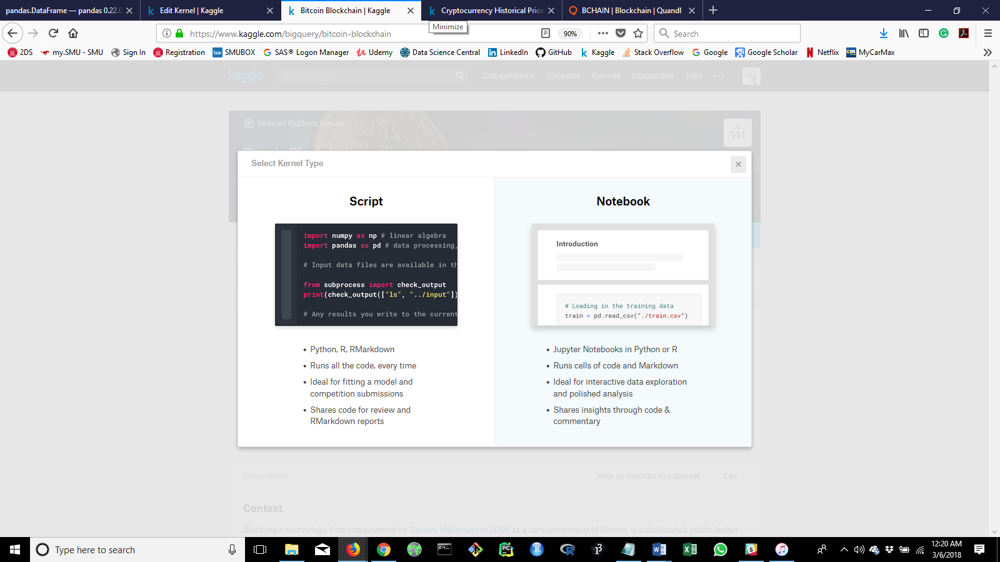 pandas.DataFrame — pandas 0.22.0
Edit Kernel | Kaggle
Bitcoin Blockchain | Kaggle
Cryptocurrency Historical Price
BCHAIN | Blockchain | Quandl
Minimize
https://www.kaggle.com/bigquery/bitcoin-blockchain
90%
Search
2DS
my.SMU - SMU
Sign In
Registration
SMUBOX
SAS® Logon Manager
Udemy
Data Science Central
LinkedIn
GitHub
Kaggle
Stack Overflow
Google
Google Scholar
Netflix
MyCarMax
kaggle
Search kaggle
Competitions
Datasets
Kernels
Discussion
Jobs
Featured BigQuery Dataset
141
Select Kernel Type
Script
import numpy as np # linear algebra
import pandas as pd # data processing,
# Input data files are available in th
from subprocess import check_output
print(check_output(["ls", "../input"])
# Any results you write to the current
Python, R, RMarkdown
Runs all the code, every time
Ideal for fitting a model and
competition submissions
Shares code for review and
RMarkdown reports
Notebook
Introduction
# Loading in the training data
train = pd.read_csv("./train.csv")
Jupyter Notebooks in Python or R
Runs cells of code and Markdown
Ideal for interactive data exploration
and polished analysis
Shares insights through code &
commentary
Description
Help us describe this dataset
Edit
Context
Blockchain technology, first implemented by Satoshi Nakamoto in 2009 as a core component of Bitcoin, is a distributed, public ledger
Type here to search
12:20 AM
3/6/2018